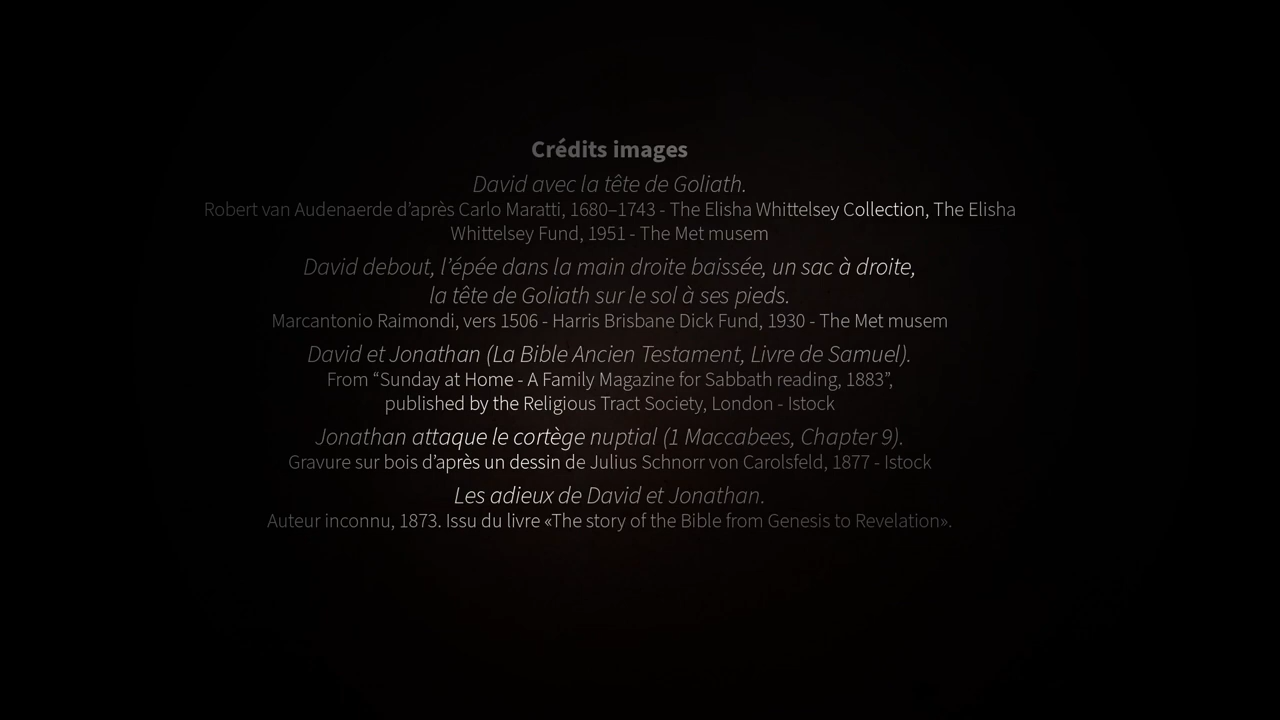 Crédits images
David avec la tête de Goliath.
Robert van Audenaerde d’après Carlo Maratti, 1680–1743 - The Elisha Whittelsey Collection, The Elisha
Whittelsey Fund, 1951 - The Met musem
David debout, l’épée dans la main droite baissée, un sac à droite,
la tête de Goliath sur le sol à ses pieds.
Marcantonio Raimondi, vers 1506 - Harris Brisbane Dick Fund, 1930 - The Met musem
David et Jonathan (La Bible Ancien Testament, Livre de Samuel).
From “Sunday at Home - A Family Magazine for Sabbath reading, 1883”,
published by the Religious Tract Society, London - Istock
Jonathan attaque le cortège nuptial (1 Maccabees, Chapter 9).
Gravure sur bois d’après un dessin de Julius Schnorr von Carolsfeld, 1877 - Istock
Les adieux de David et Jonathan.
Auteur inconnu, 1873. Issu du livre «The story of the Bible from Genesis to Revelation».